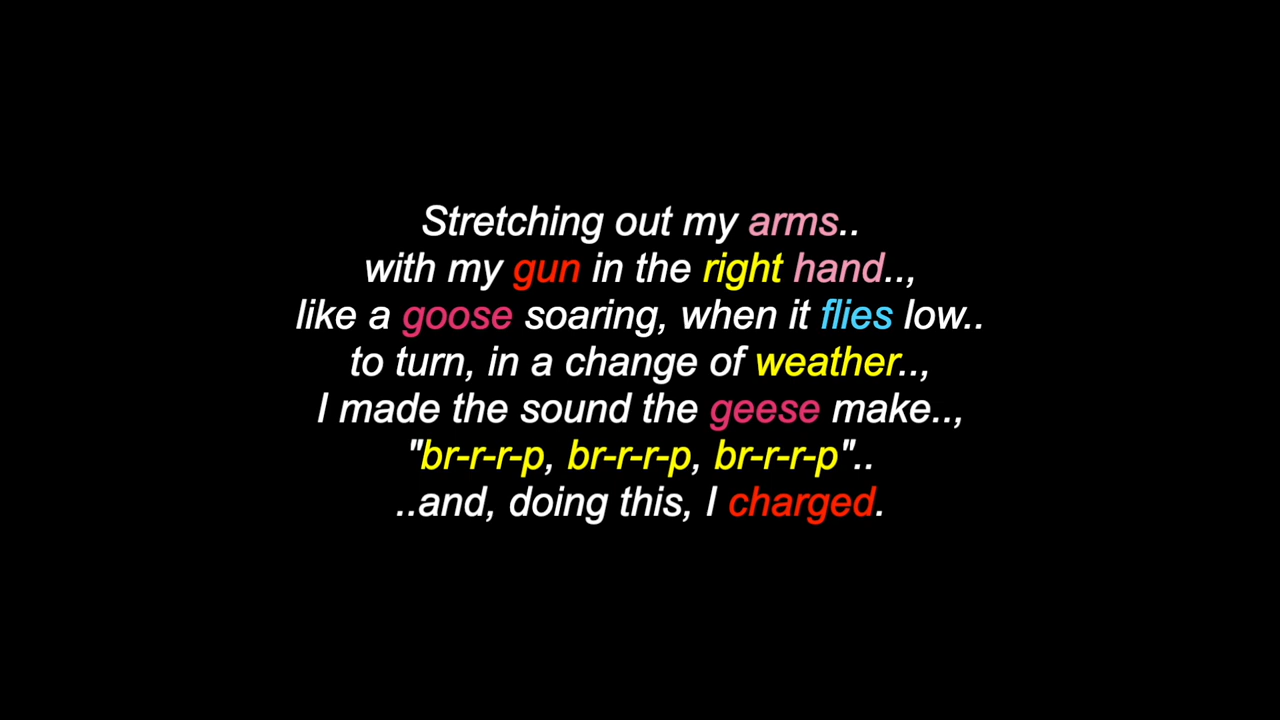 Stretching out my arms..
with my gun in the right hand..,
like a goose soaring, when it flies low..
to turn, in a change of weather..,
I made the sound the geese make..,
"br-r-r-p, br-r-r-p, br-r-r-p"..
..and, doing this, I charged.